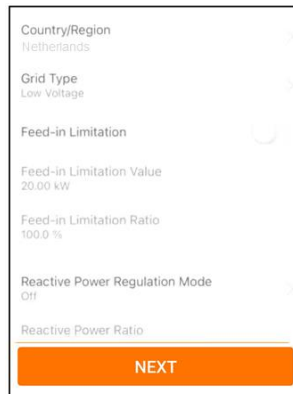 Country/Region
Netherlands
Grid Type
Low Voltage
Feed-in Limitation
Feed-in Limitation Value
20.00 kW
Feed-in Limitation Ratio
100.0 %
Reactive Power Regulation Mode
Off
Reactive Power Ratio
NEXT